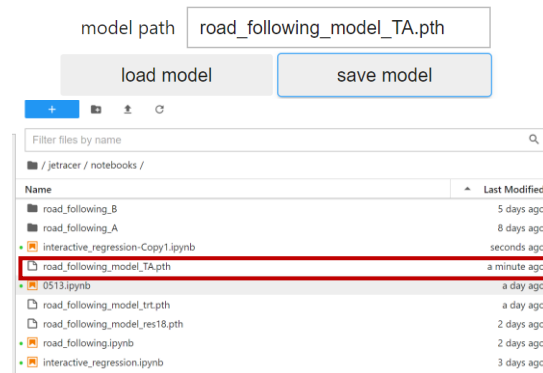 model path road_following_model_TA.pth
load model save model
+
Filter files by name
/ jetracer / notebooks /
Name Last Modified
road_following_B 5 days ago
road_following_A 8 days ago
interactive_regression-Copy1.ipynb seconds ago
road_following_model_TA.pth a minute ago
0513.ipynb a day ago
road_following_model_trt.pth a day ago
road_following_model_res18.pth 2 days ago
road_following.ipynb 2 days ago
interactive_regression.ipynb 3 days ago